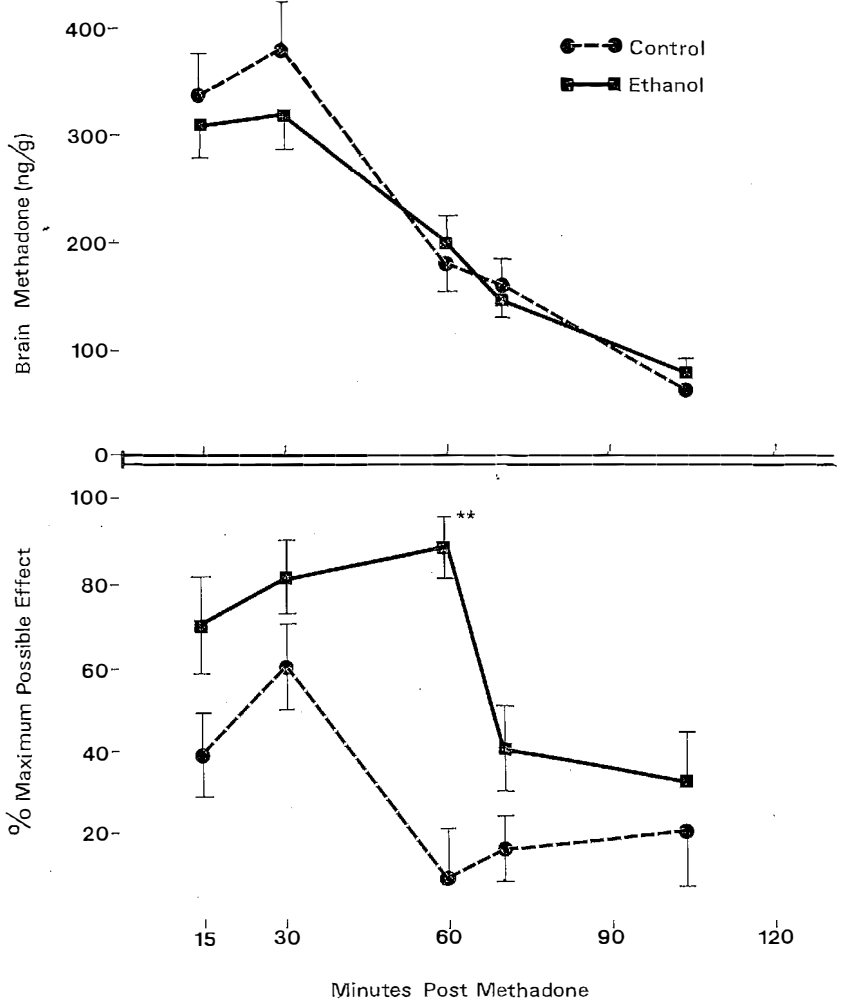 400
Control
Ethanol
300
Brain Methadone (ng/g)
200
100
0
100
**
80
% Maximum Possible Effect
60
40
20
15 30 60 90 120
Minutes Post Methadone